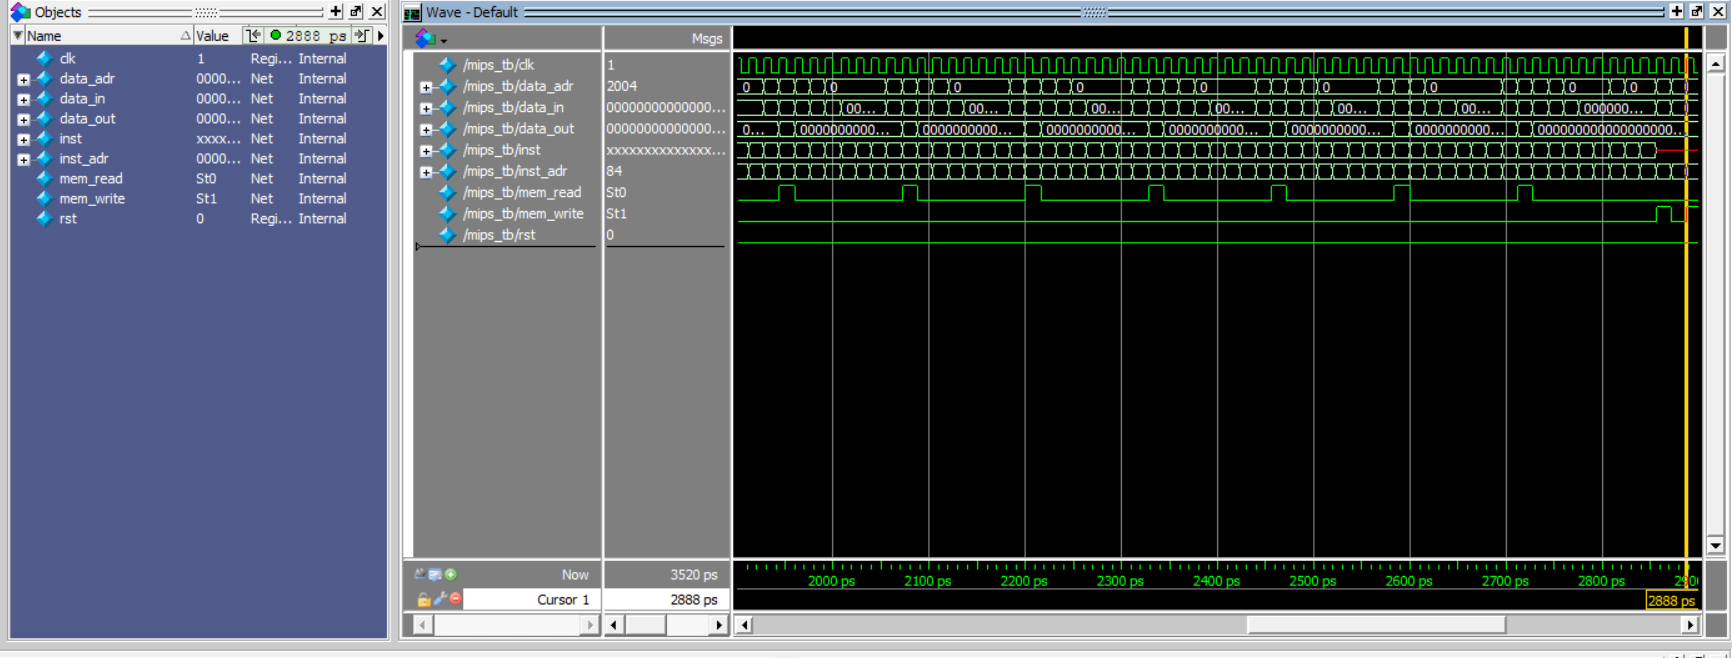 Objects
Name Value 2888 ps
clk 1 Regi... Internal
data_adr 0000... Net Internal
data_in 0000... Net Internal
data_out 0000... Net Internal
inst xxxx... Net Internal
inst_adr 0000... Net Internal
mem_read St0 Net Internal
mem_write St1 Net Internal
rst 0 Regi... Internal
Wave - Default
Msgs
/mips_tb/clk 1
/mips_tb/data_adr 2004 0 0 0 0 0 0 0 0 0
/mips_tb/data_in 00000000000000... 00... 00... 00... 00... 00... 00... 000000...
/mips_tb/data_out 00000000000000... 0... 0000000000... 0000000000... 0000000000... 0000000000... 0000000000... 0000000000... 000000000000000000...
/mips_tb/inst xxxxxxxxxxxxxx...
/mips_tb/inst_adr 84
/mips_tb/mem_read St0
/mips_tb/mem_write St1
/mips_tb/rst 0
Now 3520 ps 2000 ps 2100 ps 2200 ps 2300 ps 2400 ps 2500 ps 2600 ps 2700 ps 2800 ps
Cursor 1 2888 ps 2888 ps